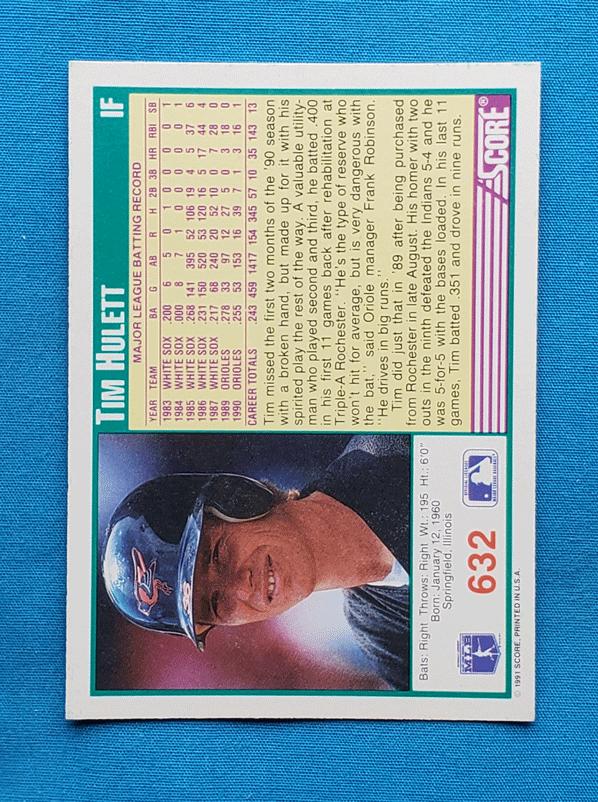 TIM HULETT IF
MAJOR LEAGUE BATTING RECORD
YEAR TEAM BA G AB R H 2B 3B HR RBI SB
1983 WHITE SOX .200 6 5 0 1 0 0 0 0 1
1984 WHITE SOX .000 8 7 1 0 0 0 0 0 1
1985 WHITE SOX .268 141 395 52 106 19 4 5 37 6
1986 WHITE SOX .231 150 520 53 120 16 5 17 44 4
1987 WHITE SOX .217 68 240 20 52 10 0 7 28 0
1989 ORIOLES .278 33 97 12 27 5 0 3 18 0
1990 ORIOLES .255 53 153 16 39 7 1 3 16 1
CAREER TOTALS .243 459 1417 154 345 57 10 35 143 13
Tim missed the first two months of the '90 season
with a broken hand, but made up for it with his
spirited play the rest of the way. A valuable utility-
man who played second and third, he batted .400
in his first 11 games back after rehabilitation at
Triple-A Rochester. "He's the type of reserve who
won't hit for average, but is very dangerous with
the bat," said Oriole manager Frank Robinson.
"He drives in big runs."
Tim did just that in '89 after being purchased
from Rochester in late August. His homer with two
outs in the ninth defeated the Indians 5-4 and he
was 5-for-5 with the bases loaded. In his last 11
games, Tim batted .351 and drove in nine runs.
SCORE®
Bats: Right Throws: Right Wt.: 195 Ht.: 6'0"
Born: January 12, 1960
Springfield, Illinois
632
© 1991 SCORE, PRINTED IN U.S.A.